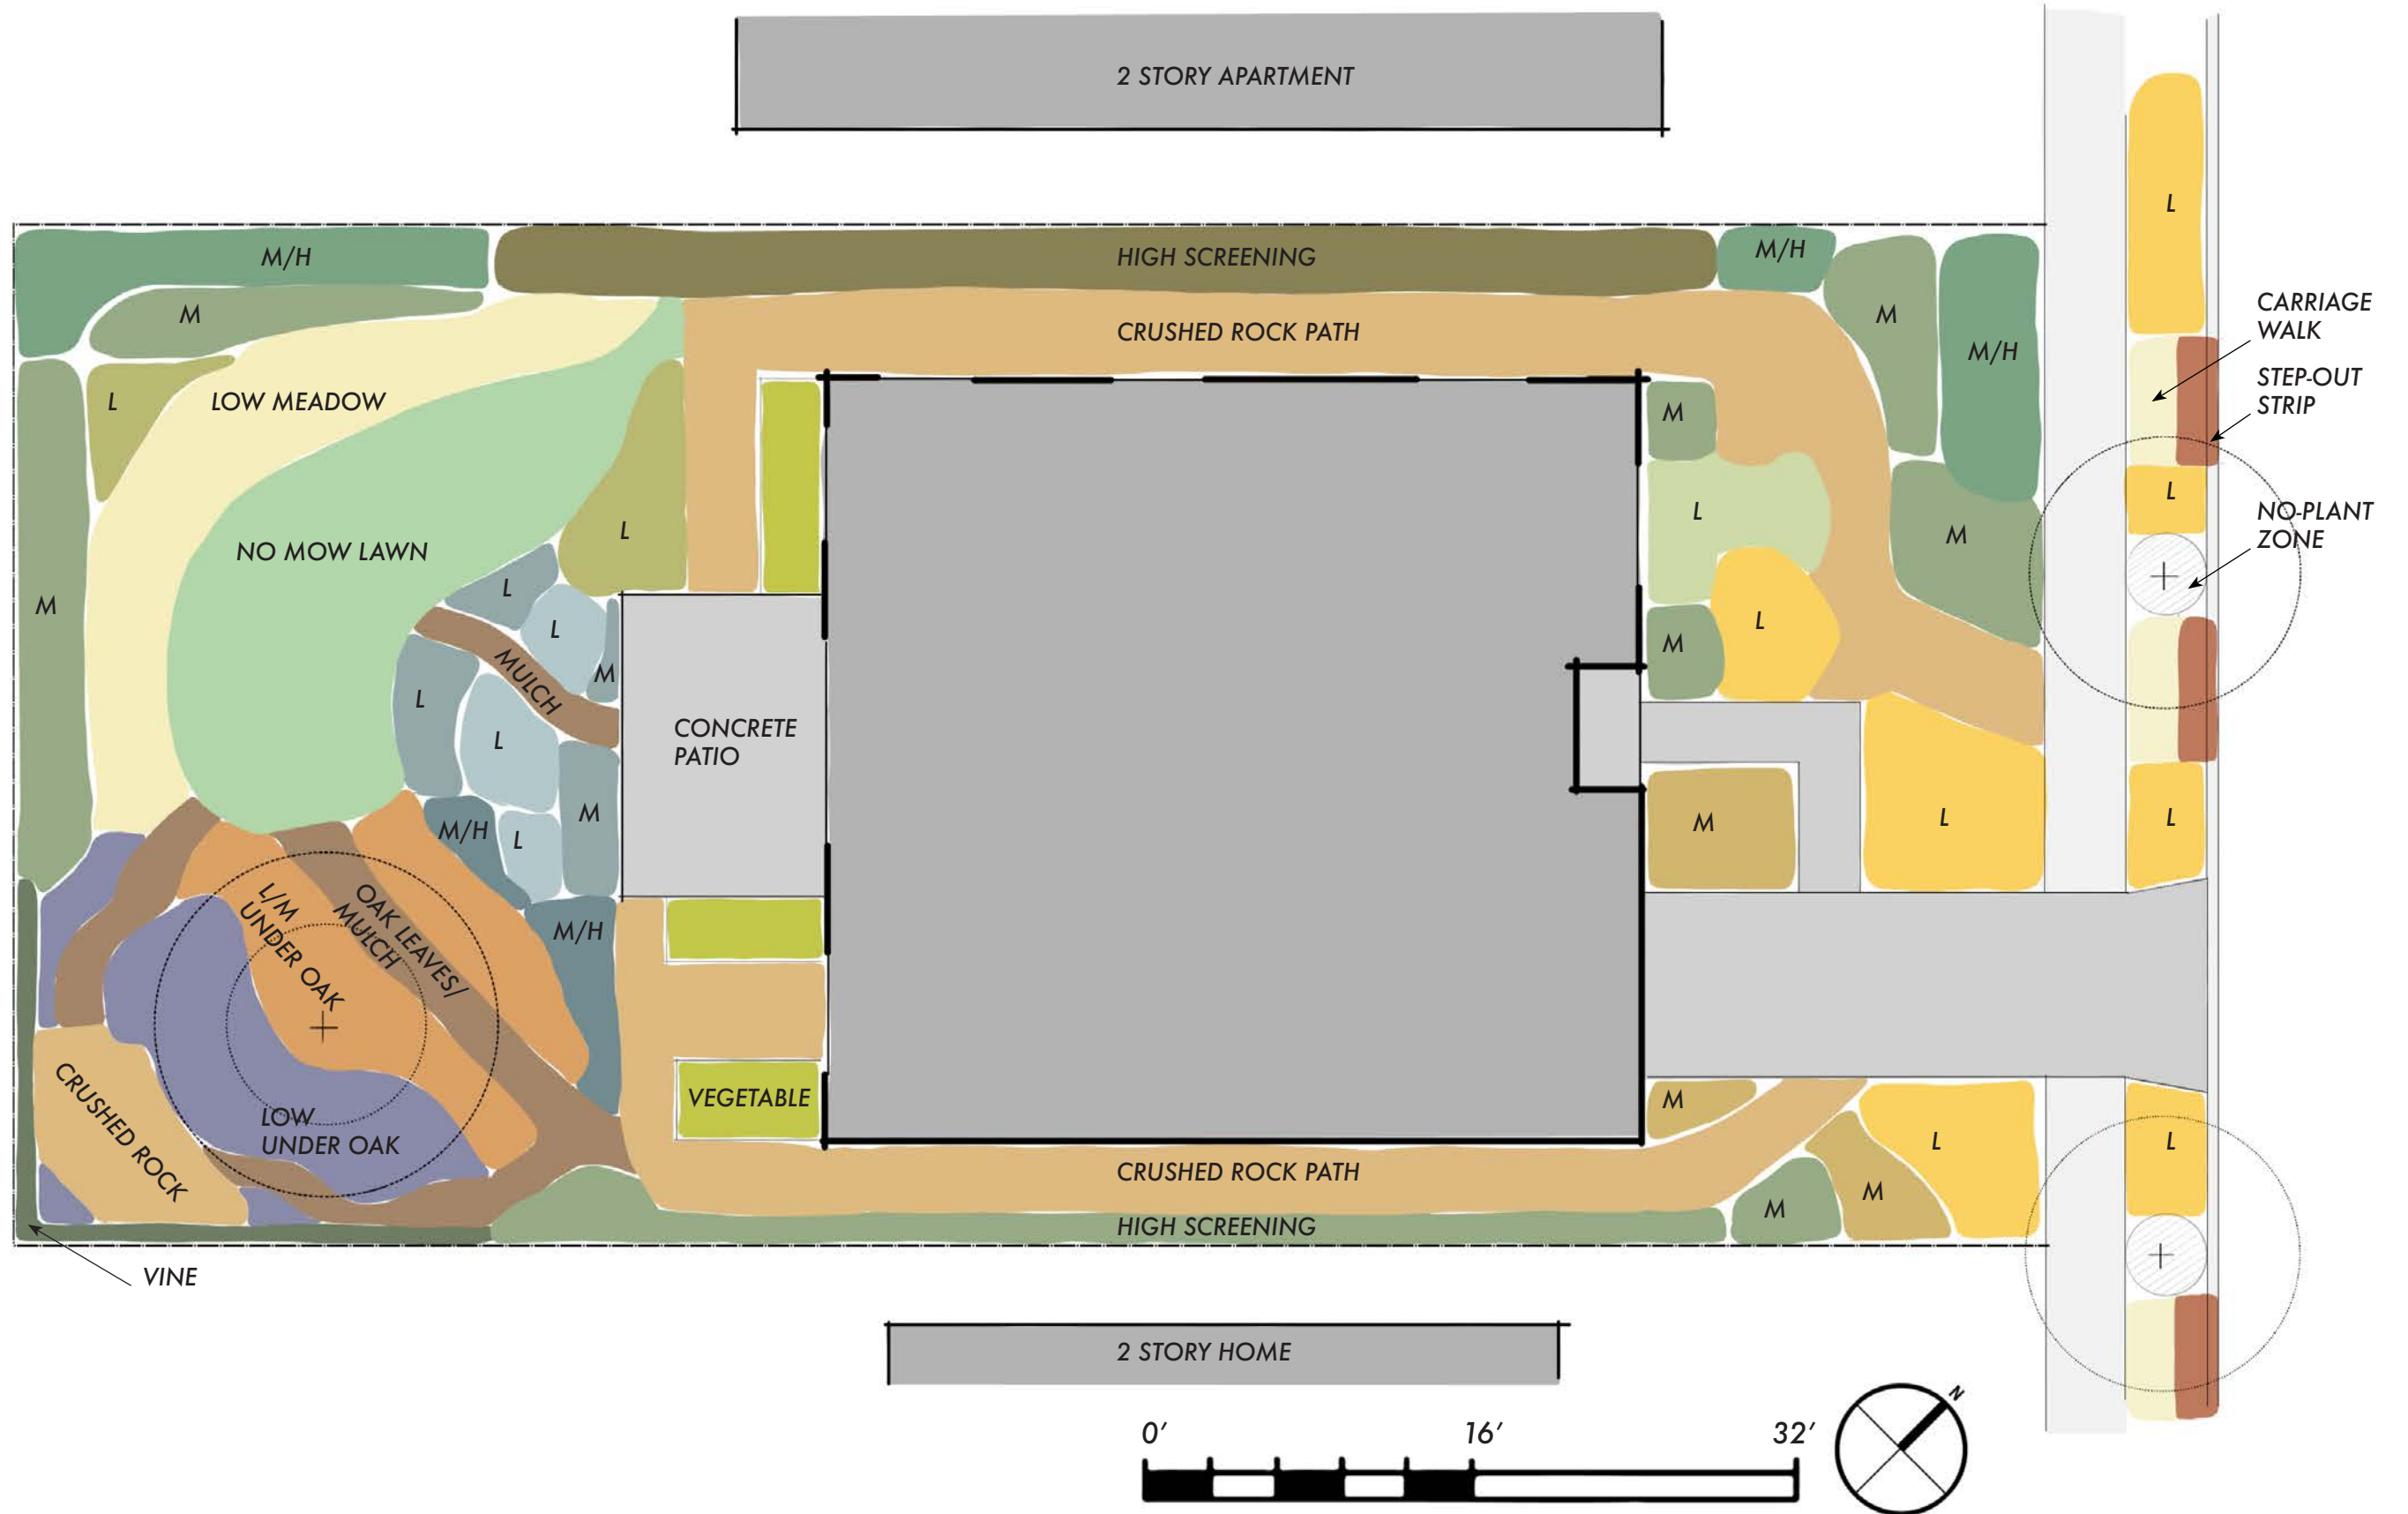 2 STORY APARTMENT
L
M/H
HIGH SCREENING
M/H
CARRIAGE
WALK
M
M
CRUSHED ROCK PATH
M/H
STEP-OUT
STRIP
L
LOW MEADOW
M
L
NO-PLANT
ZONE
L
L
M
NO MOW LAWN
L
M
M
L
L
M
M
L
MULCH
L
L
CONCRETE
PATIO
M
M/H
L
M
L
L
L/M
UNDER OAK
OAK LEAVES/
MULCH
M/H
CRUSHED ROCK
VEGETABLE
M
LOW
UNDER OAK
L
L
CRUSHED ROCK PATH
M
M
HIGH SCREENING
VINE
2 STORY HOME
0’
16’
32’
N